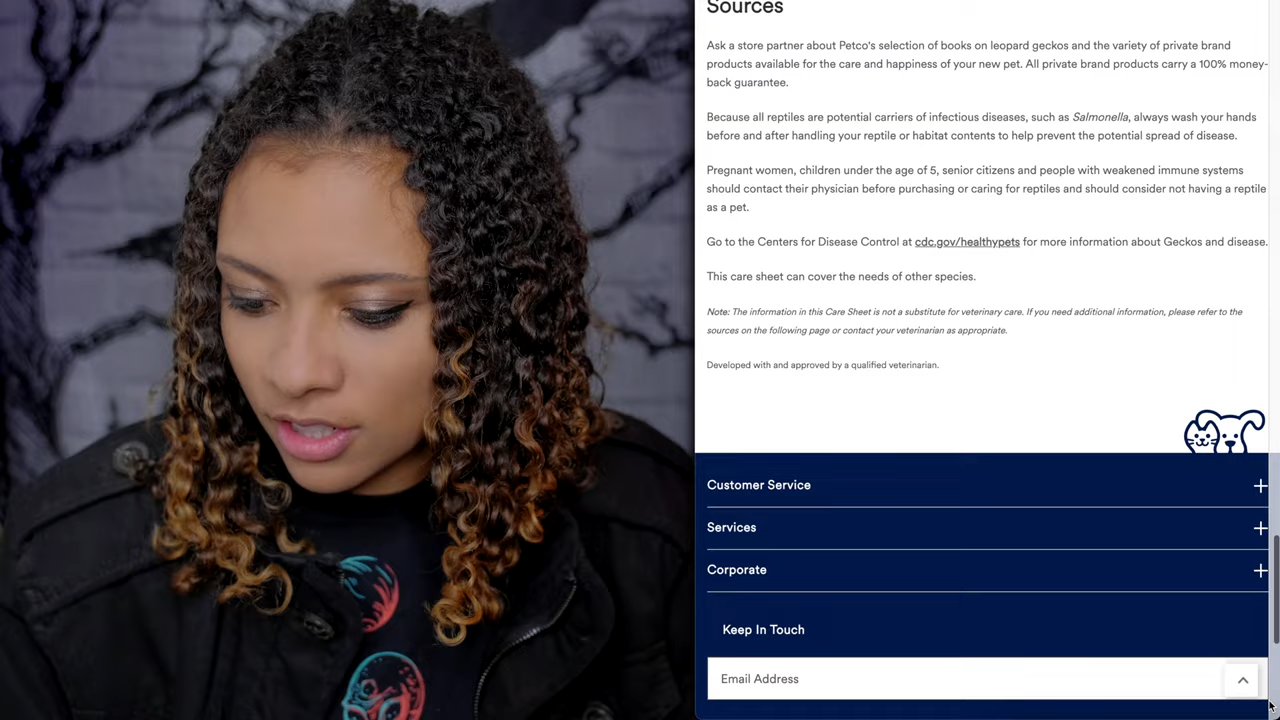 Sources
Ask a store partner about Petco's selection of books on leopard geckos and the variety of private brand
products available for the care and happiness of your new pet. All private brand products carry a 100% money-
back guarantee.
Because all reptiles are potential carriers of infectious diseases, such as Salmonella, always wash your hands
before and after handling your reptile or habitat contents to help prevent the potential spread of disease.
Pregnant women, children under the age of 5, senior citizens and people with weakened immune systems
should contact their physician before purchasing or caring for reptiles and should consider not having a reptile
as a pet.
Go to the Centers for Disease Control at cdc.gov/healthypets for more information about Geckos and disease.
This care sheet can cover the needs of other species.
Note: The information in this Care Sheet is not a substitute for veterinary care. If you need additional information, please refer to the
sources on the following page or contact your veterinarian as appropriate.
Developed with and approved by a qualified veterinarian.
Customer Service
Services
Corporate
Keep In Touch
Email Address